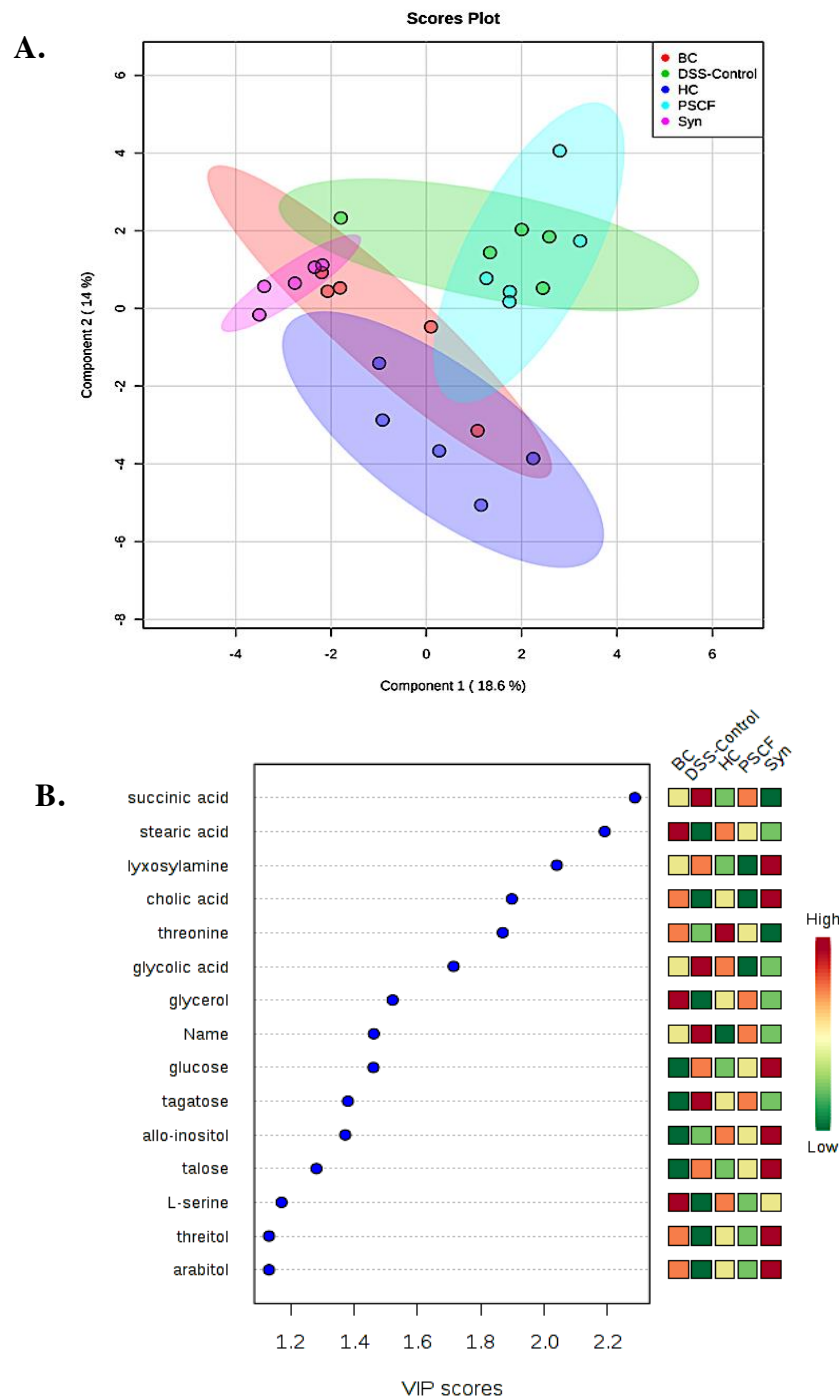 Scores Plot
A.
BC
DSS-Control
HC
PSCF
Syn
6
4
2
0
-2
-4
-6
-8
Component 2 ( 14 %)
-4
-2
0
2
4
6
Component 1 ( 18.6 %)
B.
BC
DSS-Control
HC
PSCF
Syn
succinic acid
stearic acid
lyxosylamine
cholic acid
threonine
glycolic acid
glycerol
Name
glucose
tagatose
allo-inositol
talose
L-serine
threitol
arabitol
High
Low
1.2
1.4
1.6
1.8
2.0
2.2
VIP scores